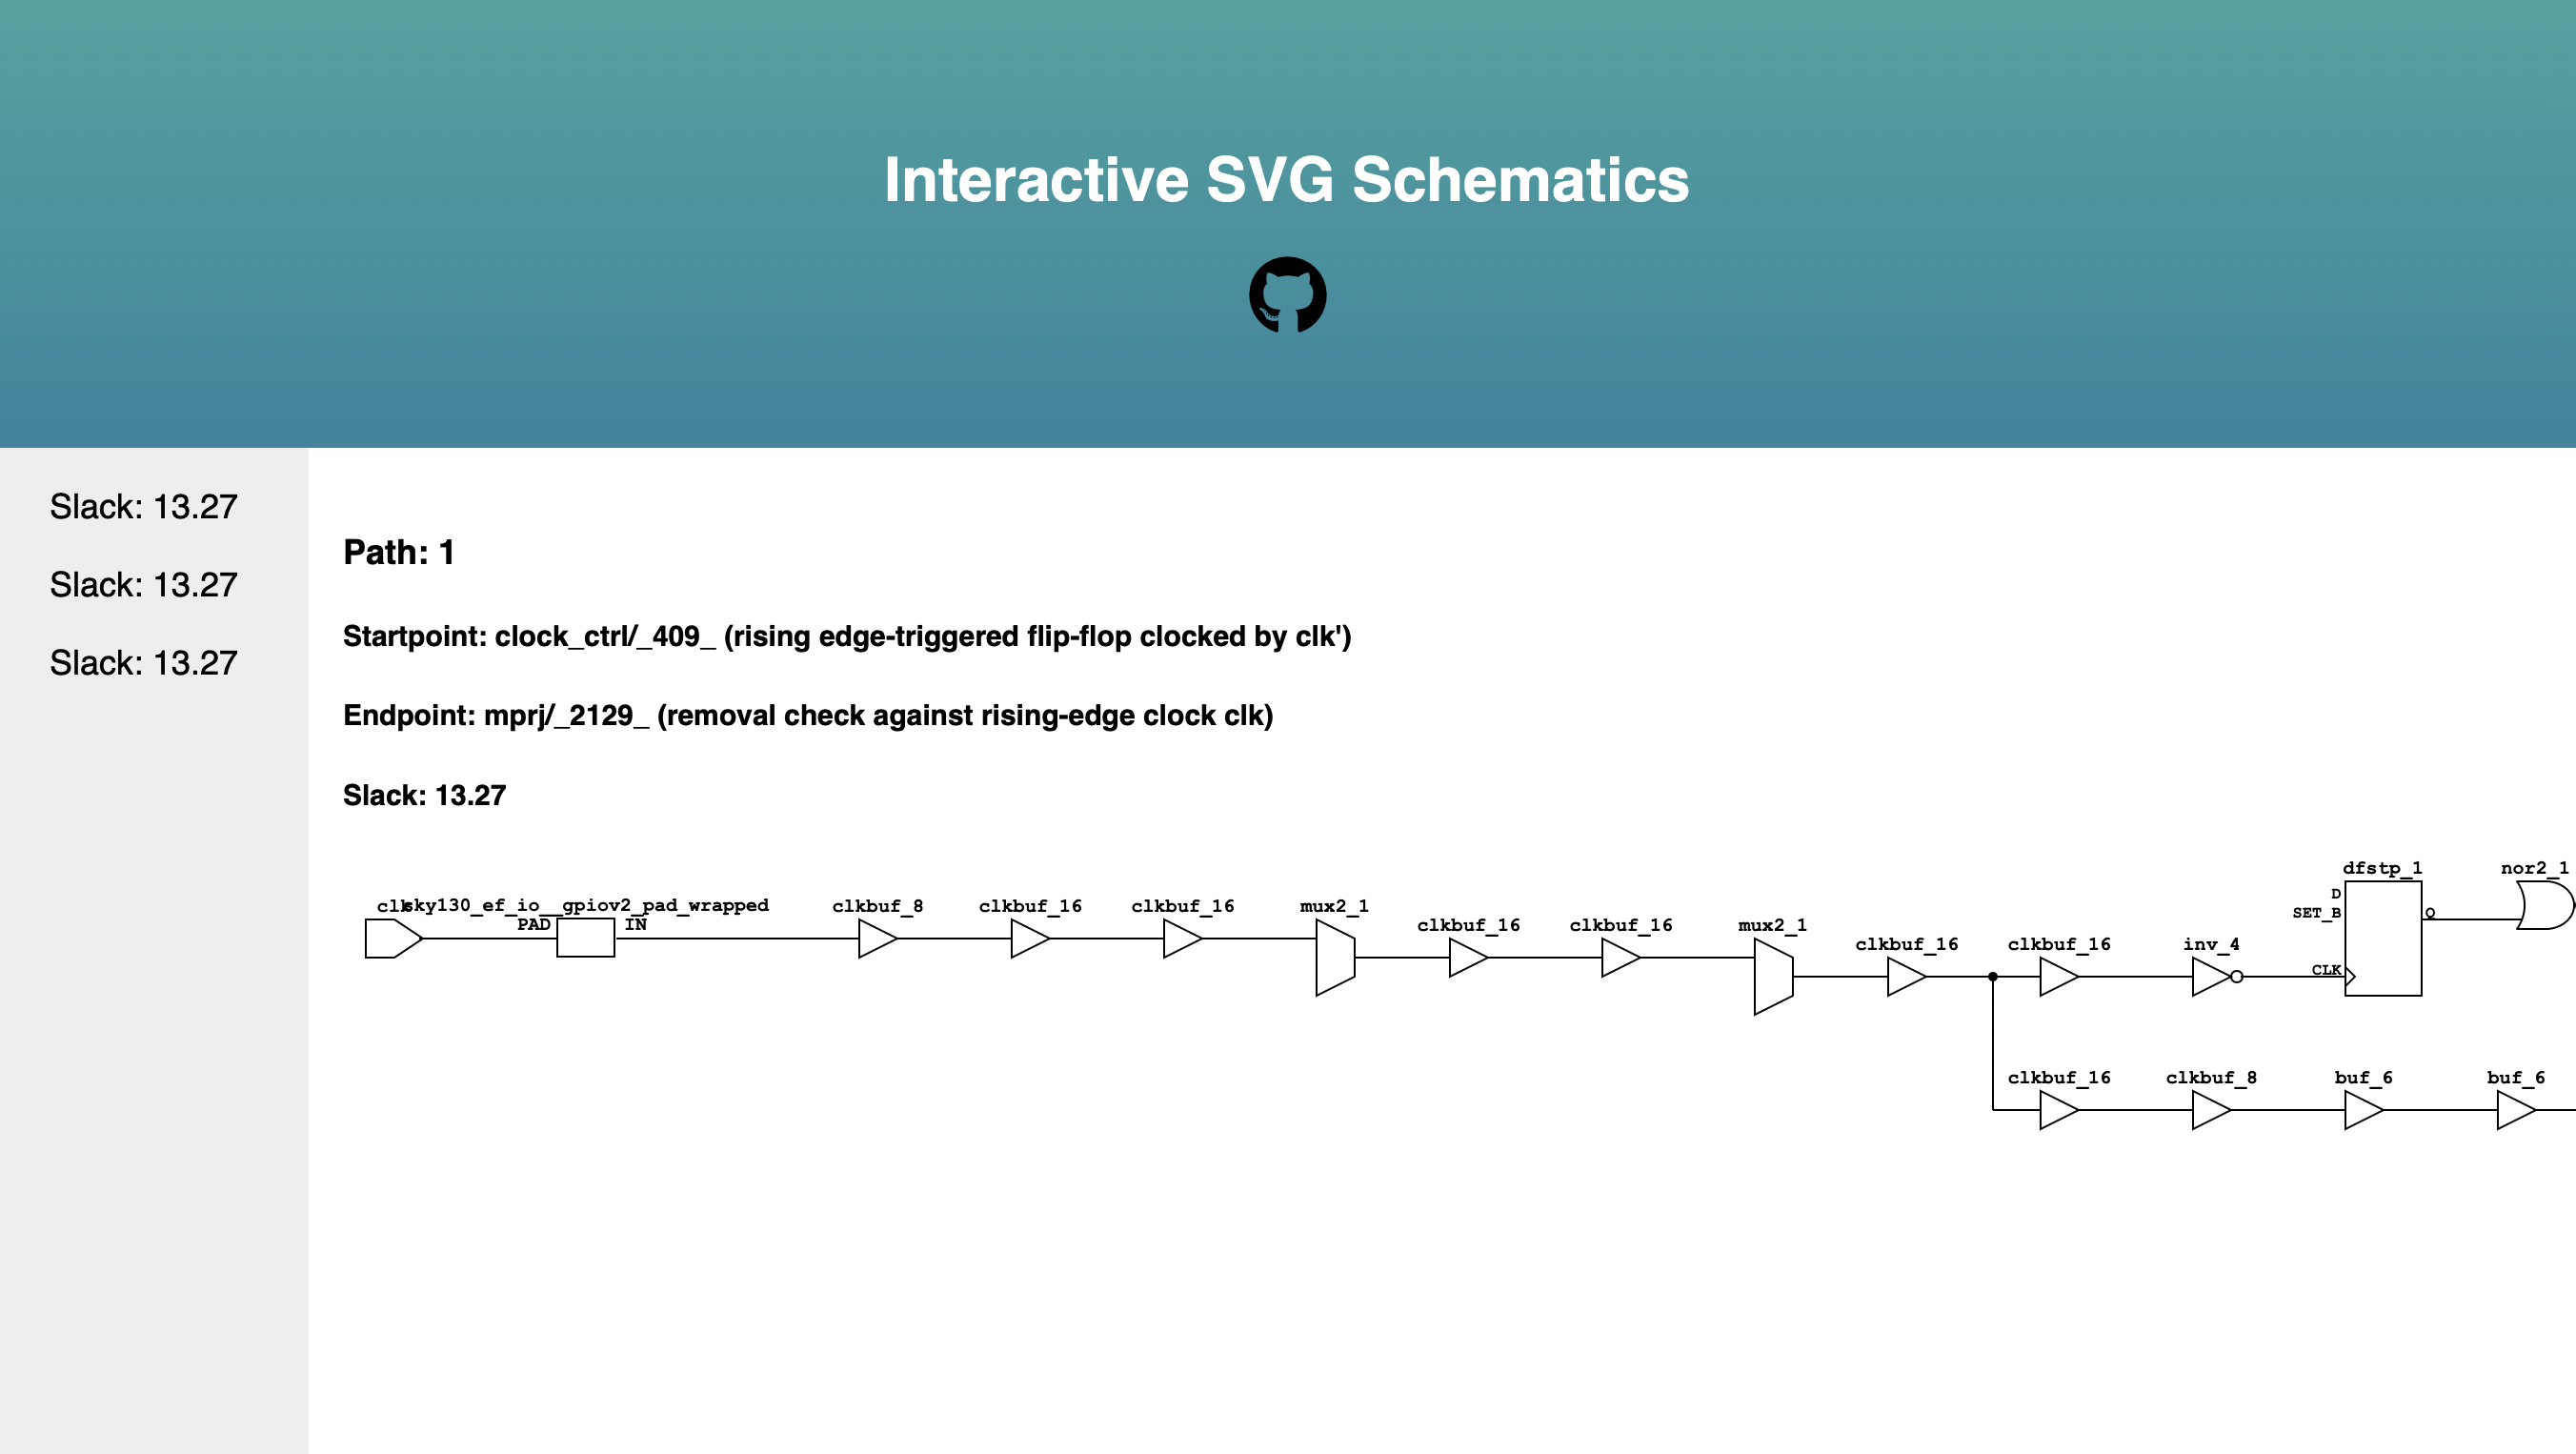 Interactive SVG Schematics
Slack: 13.27
Slack: 13.27
Slack: 13.27
Path: 1
Startpoint: clock_ctrl/_409_ (rising edge-triggered flip-flop clocked by clk')
Endpoint: mprj/_2129_ (removal check against rising-edge clock clk)
Slack: 13.27
dfstp_1 nor2_1
clk sky130_ef_io__gpiov2_pad_wrapped clkbuf_8 clkbuf_16 clkbuf_16 mux2_1
D
SET_B Q
PAD IN clkbuf_16 clkbuf_16 mux2_1
clkbuf_16 clkbuf_16 inv_4
CLK
clkbuf_16 clkbuf_8 buf_6 buf_6